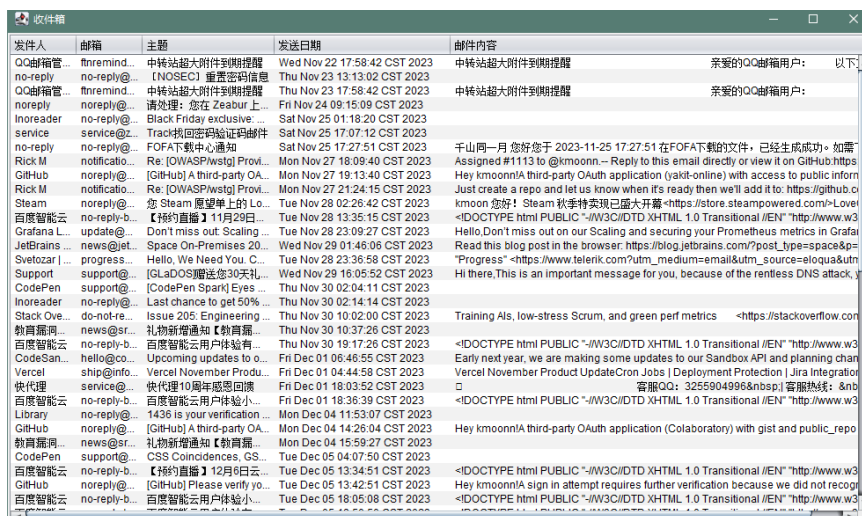 收件箱
发件人 邮箱 主题 发送日期 邮件内容
QQ邮箱管... ftnremind... 中转站超大附件到期提醒 Wed Nov 22 17:58:42 CST 2023 中转站超大附件到期提醒 亲爱的QQ邮箱用户: 以下
no-reply no-reply@... 【NOSEC】重置密码信息 Thu Nov 23 13:13:02 CST 2023
QQ邮箱管... ftnremind... 中转站超大附件到期提醒 Thu Nov 23 17:58:42 CST 2023 中转站超大附件到期提醒 亲爱的QQ邮箱用户:
noreply noreply@... 请处理：您在 Zeabur 上... Fri Nov 24 09:15:09 CST 2023
Inoreader no-reply@... Black Friday exclusive: ... Sat Nov 25 01:18:20 CST 2023
service service@z... Track找回密码验证码邮件 Sat Nov 25 17:07:12 CST 2023
no-reply no-reply@... FOFA下载中心通知 Sat Nov 25 17:27:51 CST 2023 千山同一月 您好您于 2023-11-25 17:27:51 在FOFA下载的文件，已经生成成功。如需
Rick M notificatio... Re: [OWASP/wstg] Provi... Mon Nov 27 18:09:40 CST 2023 Assigned #1113 to @kmoonn.-- Reply to this email directly or view it on GitHub:https
GitHub noreply@... [GitHub] A third-party OA... Mon Nov 27 19:13:40 CST 2023 Hey kmoonn!A third-party OAuth application (yakit-online) with access to public inform
Rick M notificatio... Re: [OWASP/wstg] Provi... Mon Nov 27 21:24:15 CST 2023 Just create a repo and let us know when it's ready then we'll add it to: https://github.c
Steam noreply@... 您 Steam 愿望单上的 Lo... Tue Nov 28 02:26:42 CST 2023 kmoon 您好！ Steam 秋季特卖现已盛大开幕<https://store.steampowered.com/>Love
百度智能云 no-reply-b... 【预约直播】11月29日... Tue Nov 28 13:35:15 CST 2023 <!DOCTYPE html PUBLIC "-//W3C//DTD XHTML 1.0 Transitional //EN" "http://www.w3
Grafana L... update@... Don't miss out: Scaling ... Tue Nov 28 23:09:27 CST 2023 Hello,Don't miss out on our Scaling and securing your Prometheus metrics in Grafan
JetBrains ... news@jet... Space On-Premises 20... Wed Nov 29 01:46:06 CST 2023 Read this blog post in the browser: https://blog.jetbrains.com/?post_type=space&p=
Svetozar | ... progress... Hello, We Need You. C... Tue Nov 28 23:36:58 CST 2023 "Progress" <https://www.telerik.com?utm_medium=email&utm_source=eloqua&utm
Support support@... [GLaDOS]赠送您30天礼... Wed Nov 29 16:05:52 CST 2023 Hi there,This is an important message for you, because of the rentless DNS attack, y
CodePen support@... [CodePen Spark] Eyes ... Thu Nov 30 02:04:11 CST 2023
Inoreader no-reply@... Last chance to get 50% ... Thu Nov 30 02:14:14 CST 2023
Stack Ove... do-not-re... Issue 205: Engineering ... Thu Nov 30 10:02:00 CST 2023 Training AIs, low-stress Scrum, and green perf metrics <https://stackoverflow.con
教育漏洞... news@sr... 礼物新增通知【教育漏... Thu Nov 30 10:37:26 CST 2023
百度智能云 no-reply-b... 百度智能云用户体验有... Thu Nov 30 19:17:26 CST 2023 <!DOCTYPE html PUBLIC "-//W3C//DTD XHTML 1.0 Transitional //EN" "http://www.w3
CodeSan... hello@co... Upcoming updates to o... Fri Dec 01 06:46:55 CST 2023 Early next year, we are making some updates to our Sandbox API and planning chan
Vercel ship@info... Vercel November Produ... Fri Dec 01 04:44:58 CST 2023 Vercel November Product UpdateCron Jobs | Deployment Protection | Jira Integration
快代理 service@... 快代理10周年感恩回馈 Fri Dec 01 18:03:52 CST 2023 □ 客服QQ：3255904996&nbsp;| 客服热线：&nb
百度智能云 no-reply-b... 百度智能云用户体验小... Fri Dec 01 18:36:39 CST 2023 <!DOCTYPE html PUBLIC "-//W3C//DTD XHTML 1.0 Transitional //EN" "http://www.w3
Library no-reply@... 1436 is your verification ... Mon Dec 04 11:53:07 CST 2023
GitHub noreply@... [GitHub] A third-party OA... Mon Dec 04 14:26:04 CST 2023 Hey kmoonn!A third-party OAuth application (Colaboratory) with gist and public_repo
教育漏洞... news@sr... 礼物新增通知【教育漏... Mon Dec 04 15:59:27 CST 2023
CodePen support@... CSS Coincidences, GS... Tue Dec 05 04:07:50 CST 2023
百度智能云 no-reply-b... 【预约直播】12月6日云... Tue Dec 05 13:34:51 CST 2023 <!DOCTYPE html PUBLIC "-//W3C//DTD XHTML 1.0 Transitional //EN" "http://www.w3
GitHub noreply@... [GitHub] Please verify yo... Tue Dec 05 13:42:51 CST 2023 Hey kmoonn!A sign in attempt requires further verification because we did not recogr
百度智能云 no-reply-b... 百度智能云用户体验小... Tue Dec 05 18:05:08 CST 2023 <!DOCTYPE html PUBLIC "-//W3C//DTD XHTML 1.0 Transitional //EN" "http://www.w3